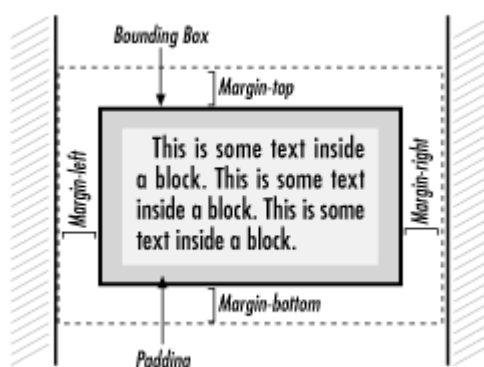 Bounding Box
Margin-top
Margin-left
This is some text inside
a block. This is some text
inside a block. This is some
text inside a block.
Margin-right
Margin-bottom
Padding